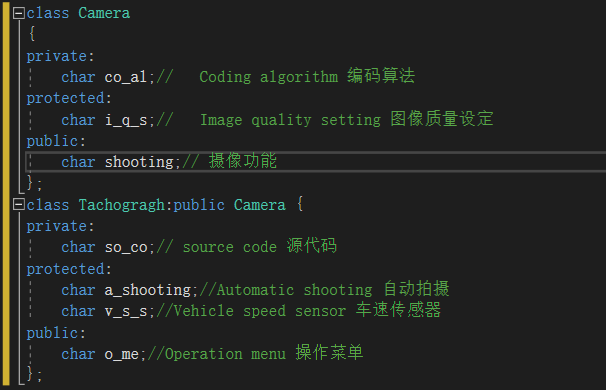 class Camera
{
private:
char co_al;//   Coding algorithm 编码算法
protected:
char i_q_s;//   Image quality setting 图像质量设定
public:
char shooting;// 摄像功能
};
class Tachogragh:public Camera {
private:
char so_co;// source code 源代码
protected:
char a_shooting;//Automatic shooting 自动拍摄
char v_s_s;//Vehicle speed sensor 车速传感器
public:
char o_me;//Operation menu 操作菜单
};